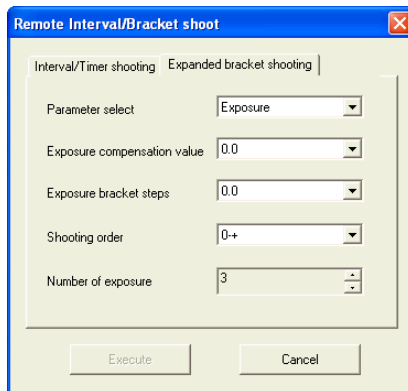 Remote Interval/Bracket shoot
Interval/Timer shooting Expanded bracket shooting
Parameter select Exposure
Exposure compensation value 0.0
Exposure bracket steps 0.0
Shooting order 0-+
Number of exposure 3
Execute Cancel